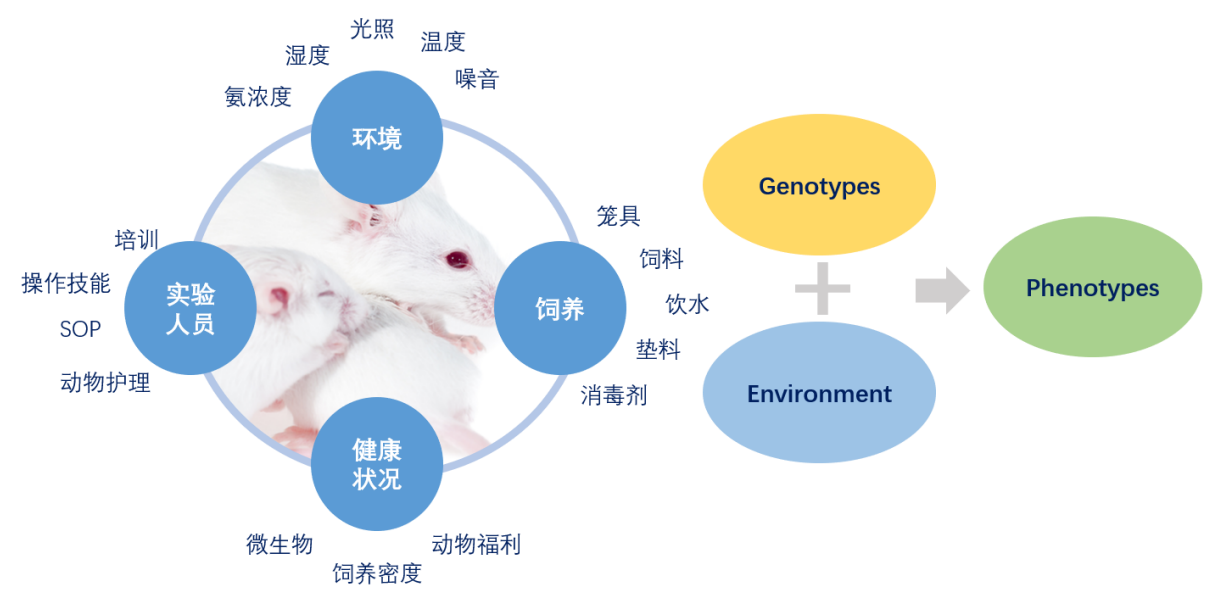 光照
温度
湿度
噪音
氨浓度
环境
笼具
饲料
饮水
垫料
消毒剂
饲养
培训
操作技能
SOP
动物护理
实验
人员
健康
状况
微生物
动物福利
饲养密度
Genotypes
Environment
Phenotypes